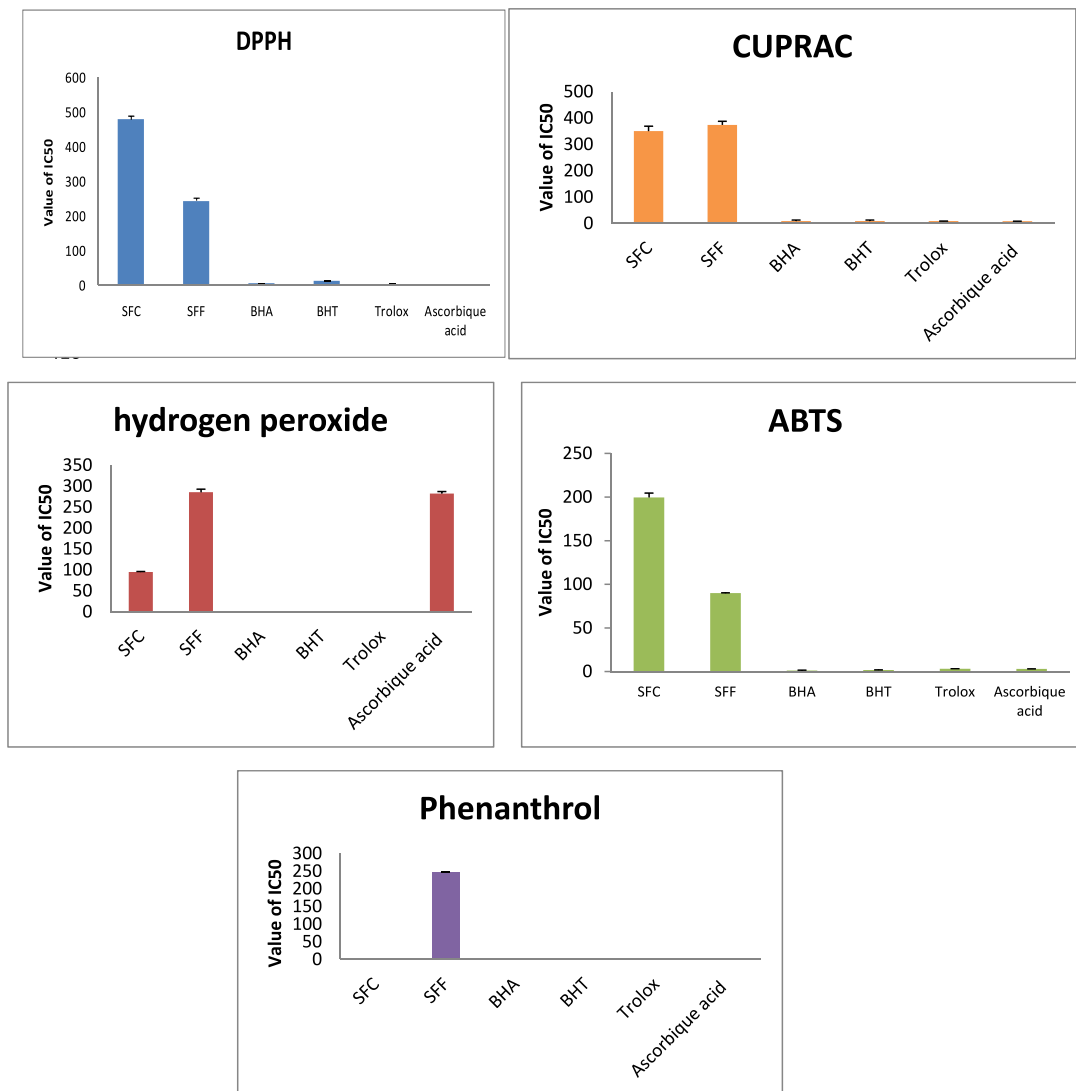 DPPH
Value of IC50
600
500
400
300
200
100
0
SFC
SFF
BHA
BHT
Trolox
Ascorbique
acid
CUPRAC
Value of IC50
500
400
300
200
100
0
SFC
SFF
BHA
BHT
Trolox
Ascorbique acid
hydrogen peroxide
Value of IC50
350
300
250
200
150
100
50
0
SFC
SFF
BHA
BHT
Trolox
Ascorbique acid
ABTS
Value of IC50
250
200
150
100
50
0
SFC
SFF
BHA
BHT
Trolox
Ascorbique
acid
Phenanthrol
Value of IC50
300
250
200
150
100
50
0
SFC
SFF
BHA
BHT
Trolox
Ascorbique acid